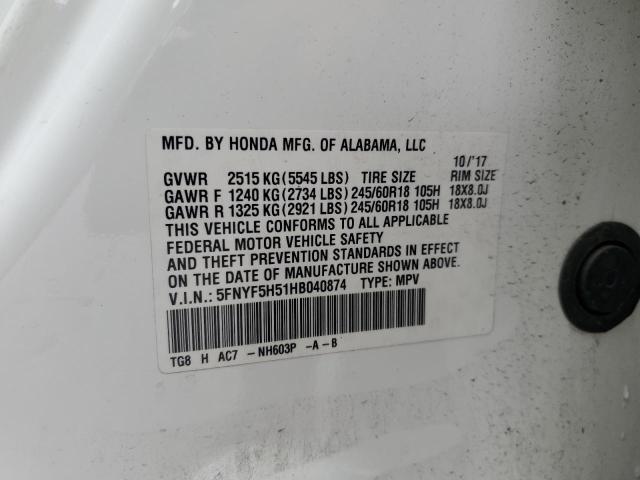 MFD. BY HONDA MFG. OF ALABAMA, LLC
10/'17
GVWR 2515 KG (5545 LBS) TIRE SIZE RIM SIZE
GAWR F 1240 KG (2734 LBS) 245/60R18 105H 18X8.0J
GAWR R 1325 KG (2921 LBS) 245/60R18 105H 18X8.0J
THIS VEHICLE CONFORMS TO ALL APPLICABLE
FEDERAL MOTOR VEHICLE SAFETY
AND THEFT PREVENTION STANDARDS IN EFFECT
ON THE DATE OF MANUFACTURE SHOWN ABOVE.
V.I.N.: 5FNYF5H51HB040874 TYPE: MPV
TG8 H AC7 -NH603P -A-B